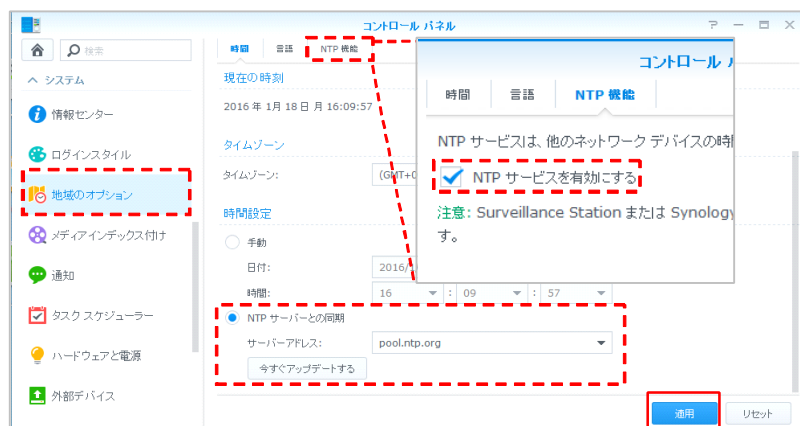 コントロール パネル
検索
システム
情報センター
ログインスタイル
地域のオプション
メディアインデックス付け
通知
タスク スケジューラー
ハードウェアと電源
外部デバイス
時間 言語 NTP 機能
現在の時刻
2016 年 1月 18 日 月 16:09:57
タイムゾーン
タイムゾーン: (GMT+0
時間設定
手動
日付: 2016/
時間: 16 : 09 : 57
NTP サーバーとの同期
サーバーアドレス: pool.ntp.org
今すぐアップデートする
適用 リセット
コントロール
時間 言語 NTP 機能
NTP サービスは、他のネットワーク デバイスの時
NTP サービスを有効にする
注意: Surveillance Station または Synology
す。